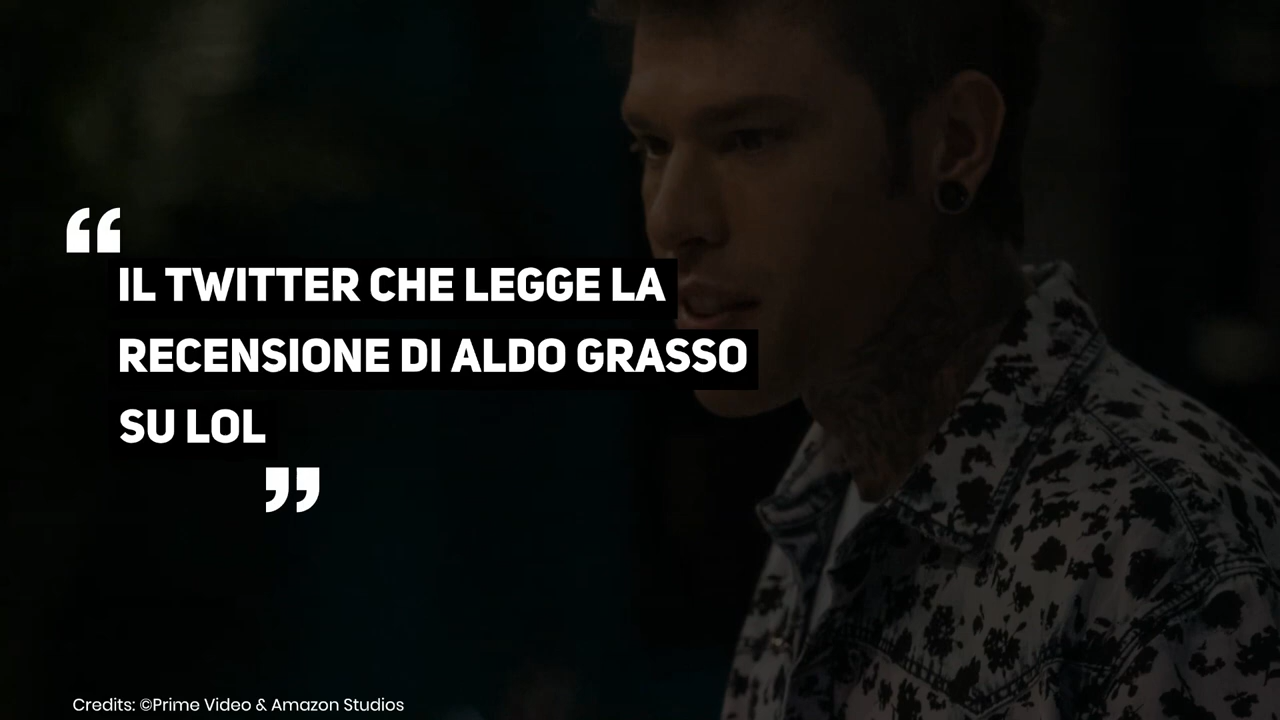 “
IL TWITTER CHE LEGGE LA
RECENSIONE DI ALDO GRASSO
SU LOL
”
Credits: ©Prime Video & Amazon Studios